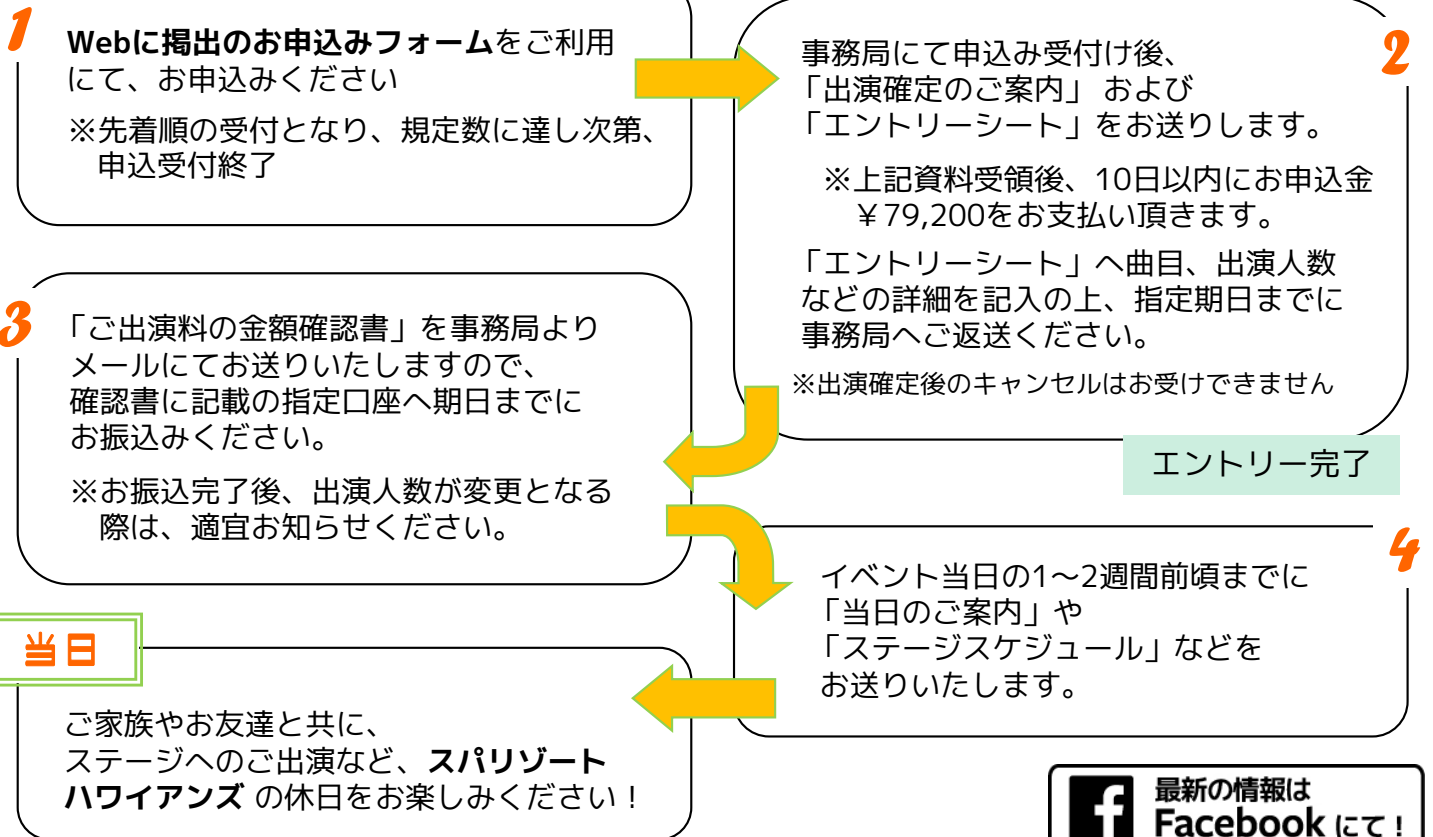 1
Webに掲出のお申込みフォームをご利用
にて、お申込みください
※先着順の受付となり、規定数に達し次第、
申込受付終了
2
事務局にて申込み受付け後、
「出演確定のご案内」 および
「エントリーシート」をお送りします。
※上記資料受領後、10日以内にお申込金
￥79,200をお支払い頂きます。
「エントリーシート」へ曲目、出演人数
などの詳細を記入の上、指定期日までに
事務局へご返送ください。
※出演確定後のキャンセルはお受けできません
エントリー完了
3
「ご出演料の金額確認書」を事務局より
メールにてお送りいたしますので、
確認書に記載の指定口座へ期日までに
お振込みください。
※お振込完了後、出演人数が変更となる
際は、適宜お知らせください。
4
イベント当日の1～2週間前頃までに
「当日のご案内」や
「ステージスケジュール」などを
お送りいたします。
当日
ご家族やお友達と共に、
ステージへのご出演など、スパリゾート
ハワイアンズ の休日をお楽しみください！
最新の情報は
Facebook にて！